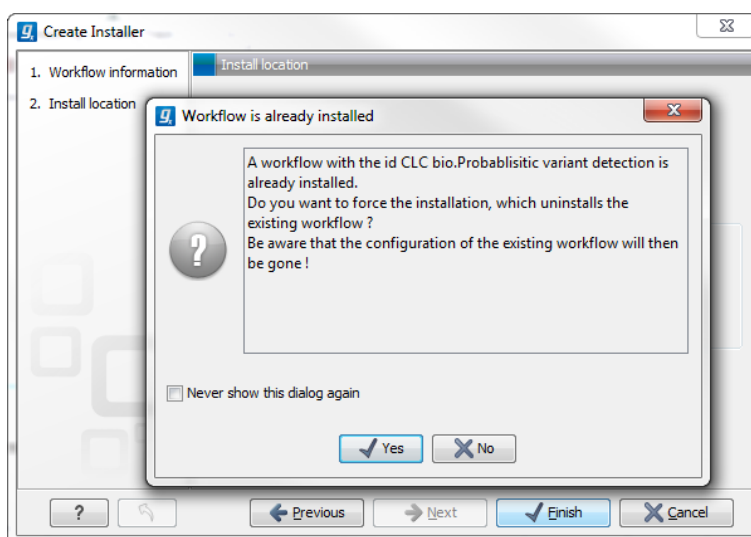 Create Installer
1. Workflow information
2. Install location
Install location
Workflow is already installed
A workflow with the id CLC bio.Probablisitic variant detection is
already installed.
Do you want to force the installation, which uninstalls the
existing workflow ?
Be aware that the configuration of the existing workflow will then
be gone !
Never show this dialog again
Yes
No
?
Previous
Next
Finish
Cancel